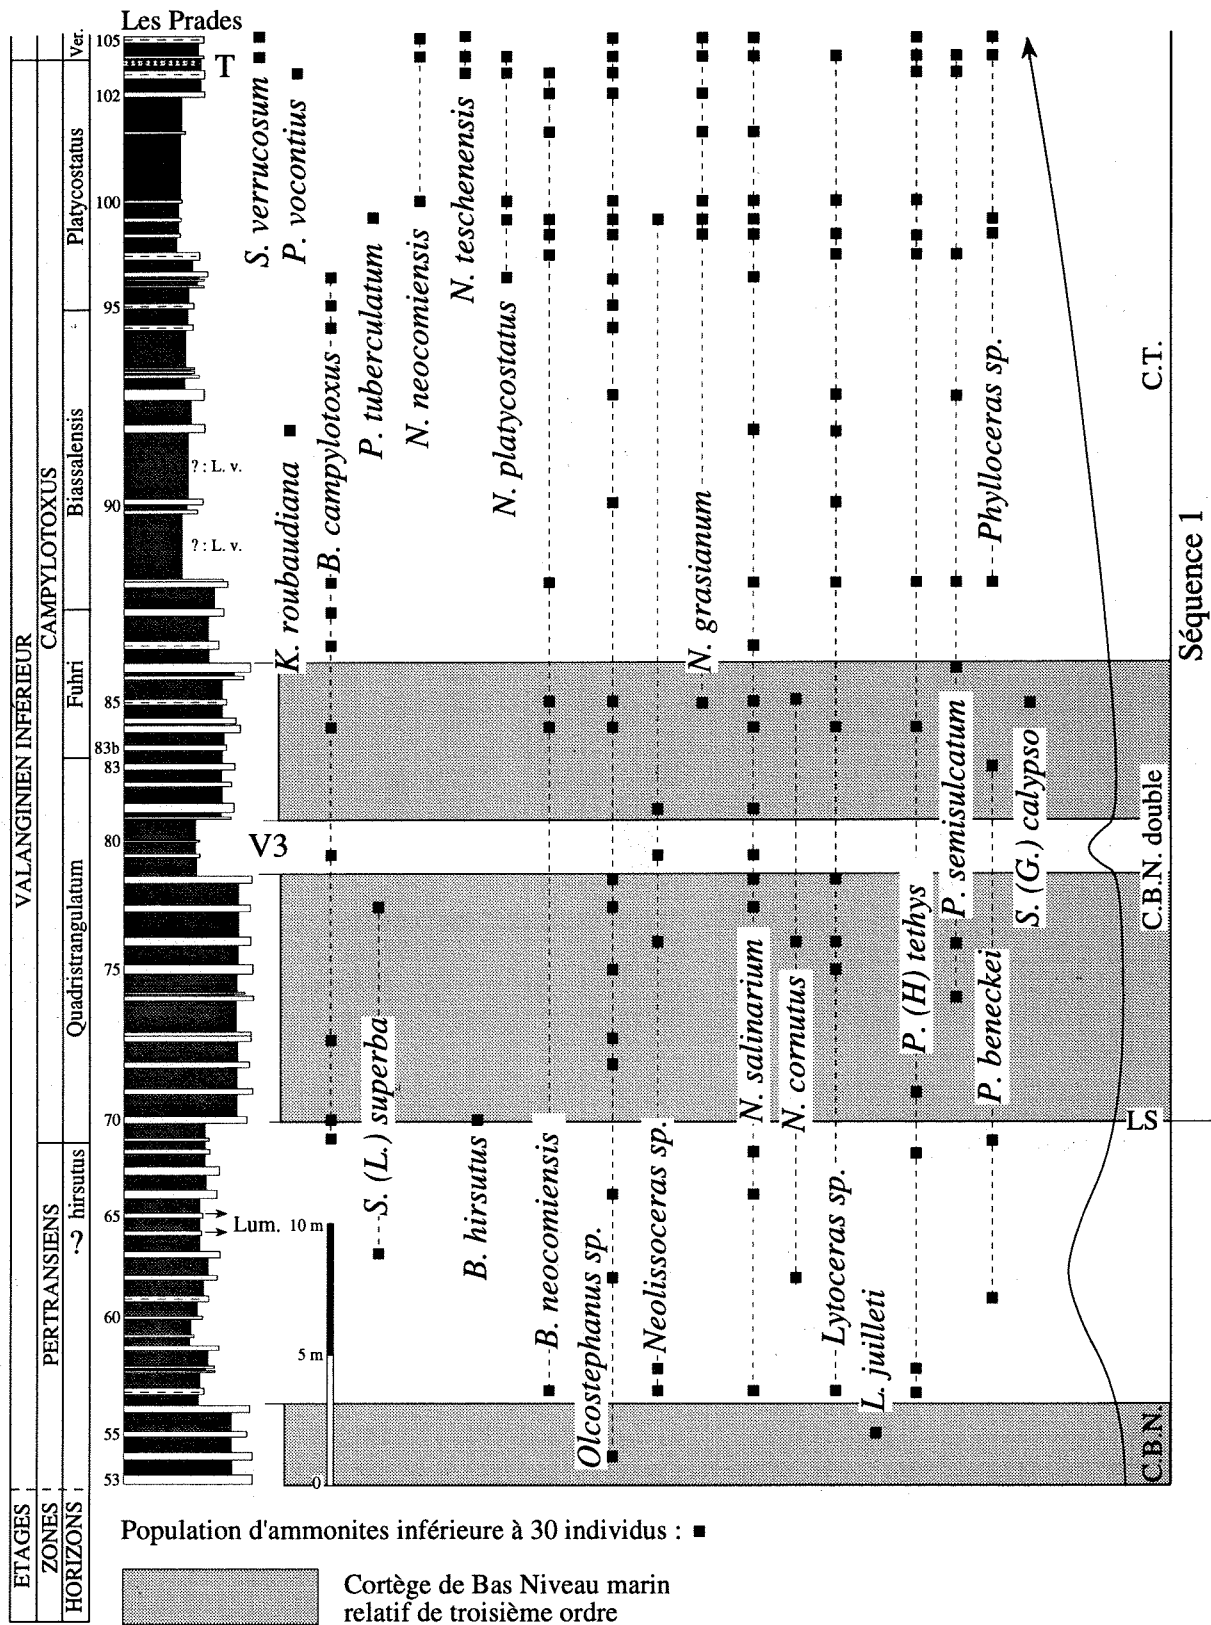 Les Prades
Ver.
105
T
102
100
95
90
85
83b
83
80
75
70
65
60
55
53
Platycostatus
Biassalensis
Fuhri
Quadristrangulatum
? hirsutus
CAMPYLOTOXUS
PERTRANSIENS
VALANGINIEN INFÉRIEUR
ETAGES
ZONES
HORIZONS
? : L. v.
? : L. v.
V3
Lum.
10 m
5 m
0
S. verrucosum
P. vocontius
K. roubaudiana
B. campylotoxus
P. tuberculatum
S. (L.) superba
N. neocomiensis
N. teschenensis
B. hirsutus
N. platycostatus
B. neocomiensis
Olcostephanus sp.
Neolissoceras sp.
N. grasianum
N. salinarium
N. cornutus
Lytoceras sp.
L. juilleti
P. (H) tethys
P. semisulcatum
Phylloceras sp.
P. beneckei
S. (G.) calypso
C.T.
C.B.N. double
LS
C.B.N.
Séquence 1
Population d'ammonites inférieure à 30 individus : ■
Cortège de Bas Niveau marin
relatif de troisième ordre